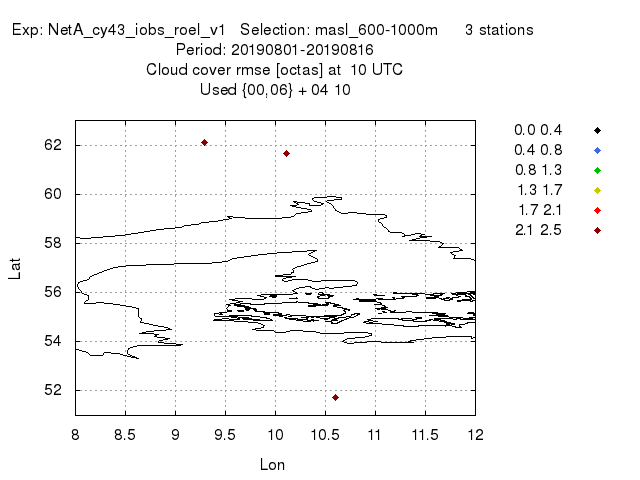 Exp: NetA_cy43_iobs_roel_v1   Selection: masl_600-1000m      3 stations
Period: 20190801-20190816
Cloud cover rmse [octas] at  10 UTC
Used {00,06} + 04 10
0.0 0.4
0.4 0.8
0.8 1.3
1.3 1.7
1.7 2.1
2.1 2.5
Lat
62
60
58
56
54
52
8 8.5 9 9.5 10 10.5 11 11.5 12
Lon